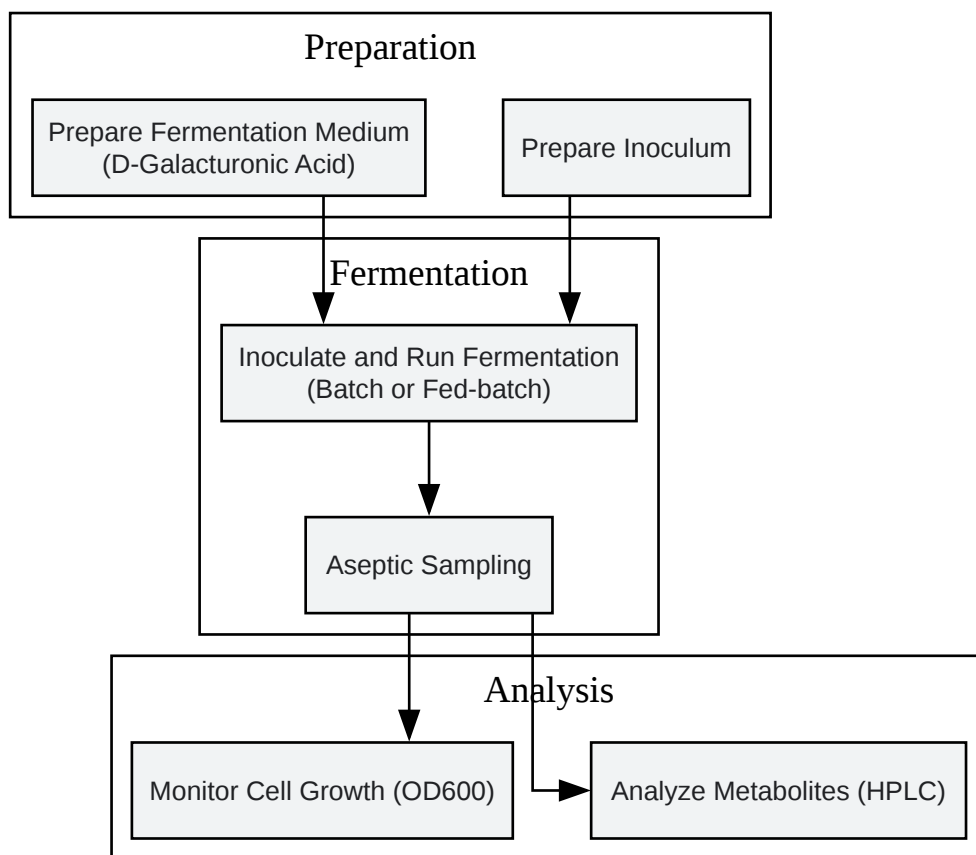 Preparation
Prepare Fermentation Medium
(D-Galacturonic Acid)
Prepare Inoculum
Fermentation
Inoculate and Run Fermentation
(Batch or Fed-batch)
Aseptic Sampling
Analysis
Monitor Cell Growth (OD600)
Analyze Metabolites (HPLC)